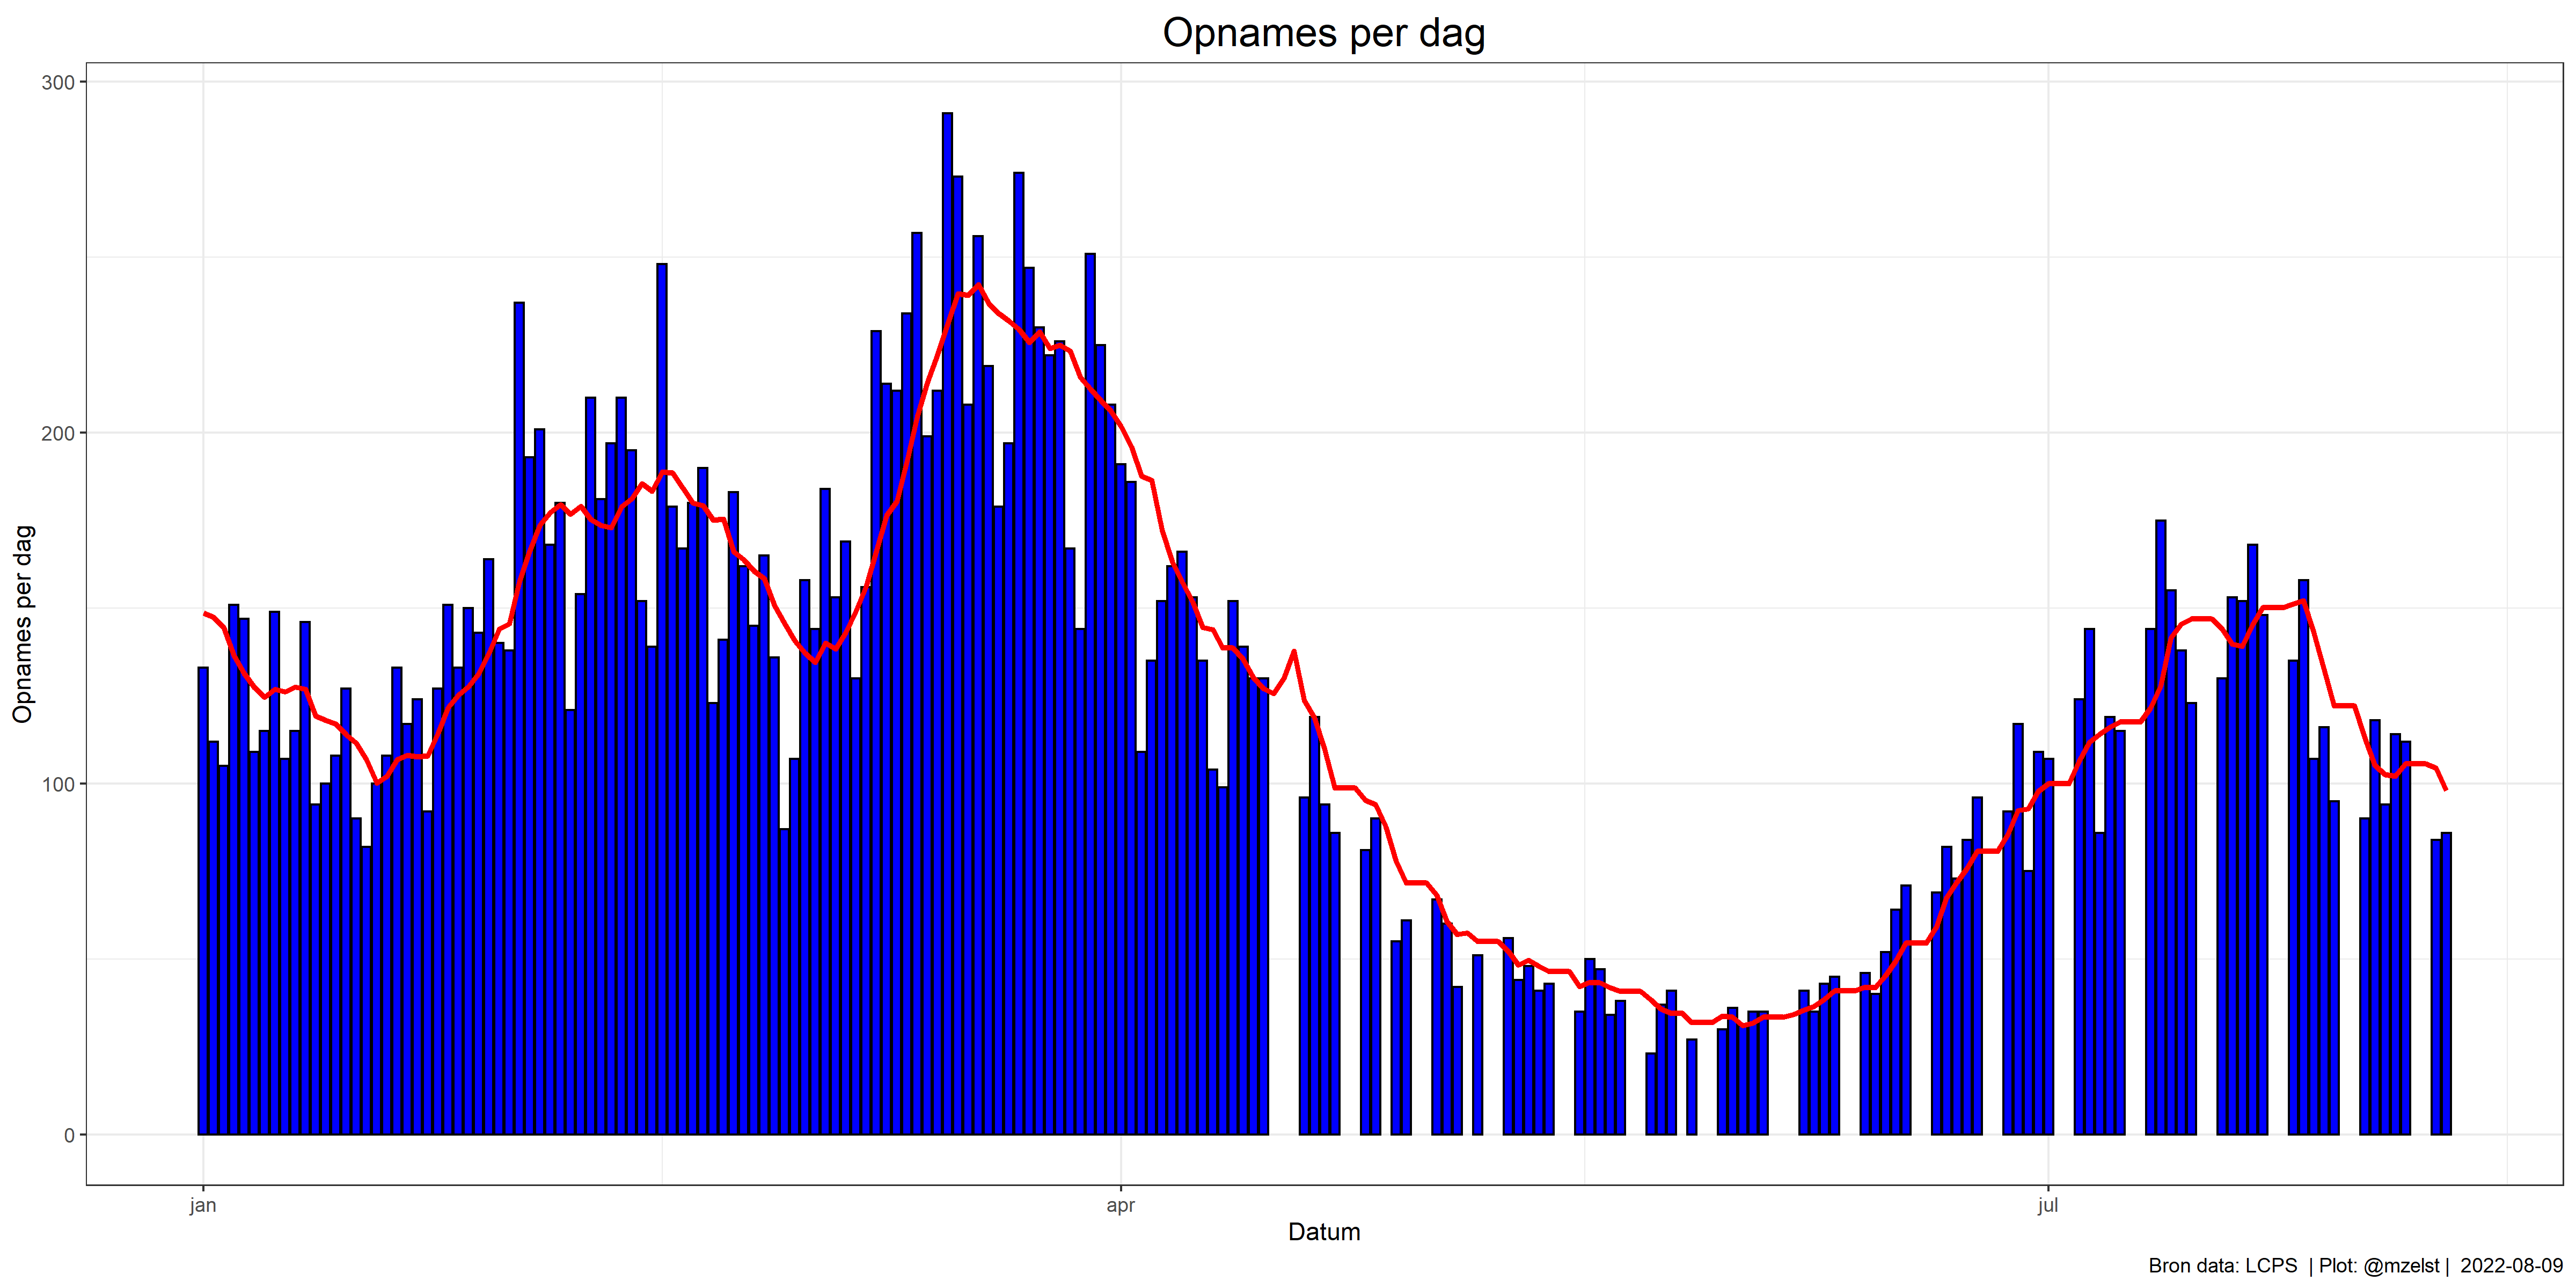 Opnames per dag
300
200
100
0
Opnames per dag
jan
apr
jul
Datum
Bron data: LCPS | Plot: @mzelst | 2022-08-09